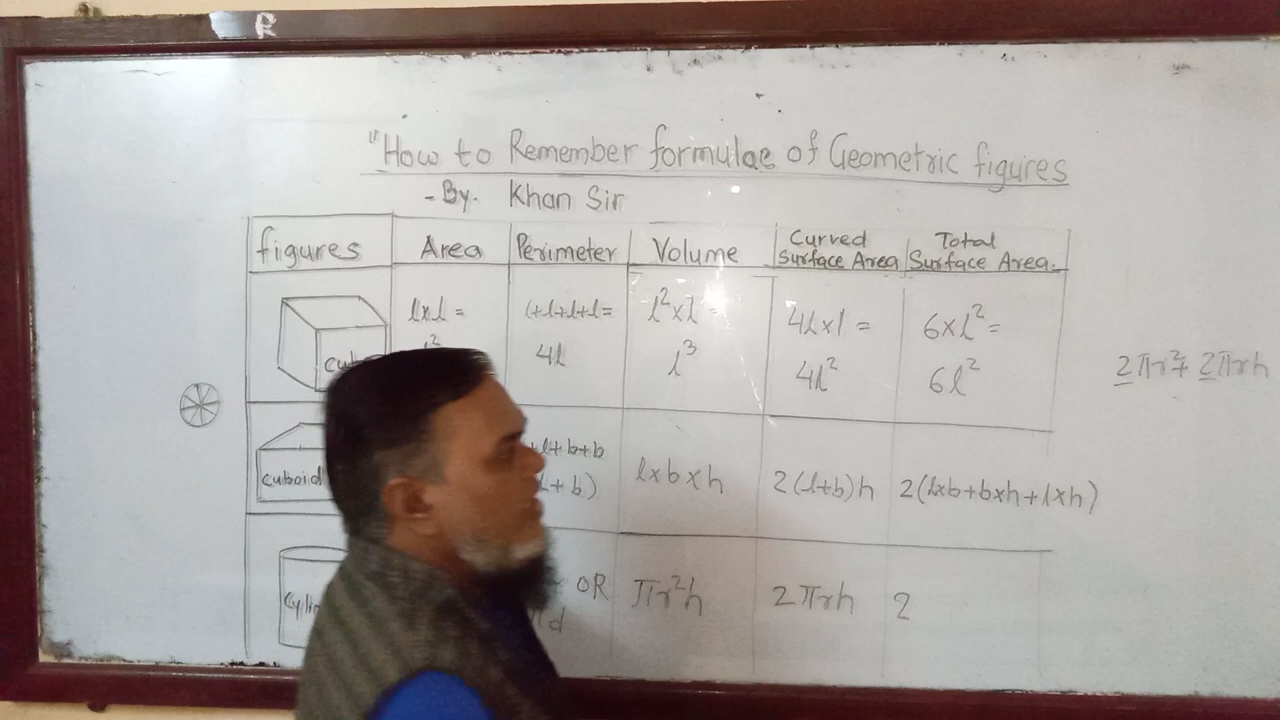 R
"How to Remember formulae of Geometric figures
- By. Khan Sir
figures Area Perimeter Volume Curved Surface Area Total Surface Area.
l×l = l+l+l+l= l²×l = 4l×l = 6×l² =
l² 4l l³ 4l² 6l²
2πr² + 2πrh
+l+b+b
cuboid l+b) l×b×h 2(l+b)h 2(l×b+b×h+l×h)
OR πr²h 2πrh 2